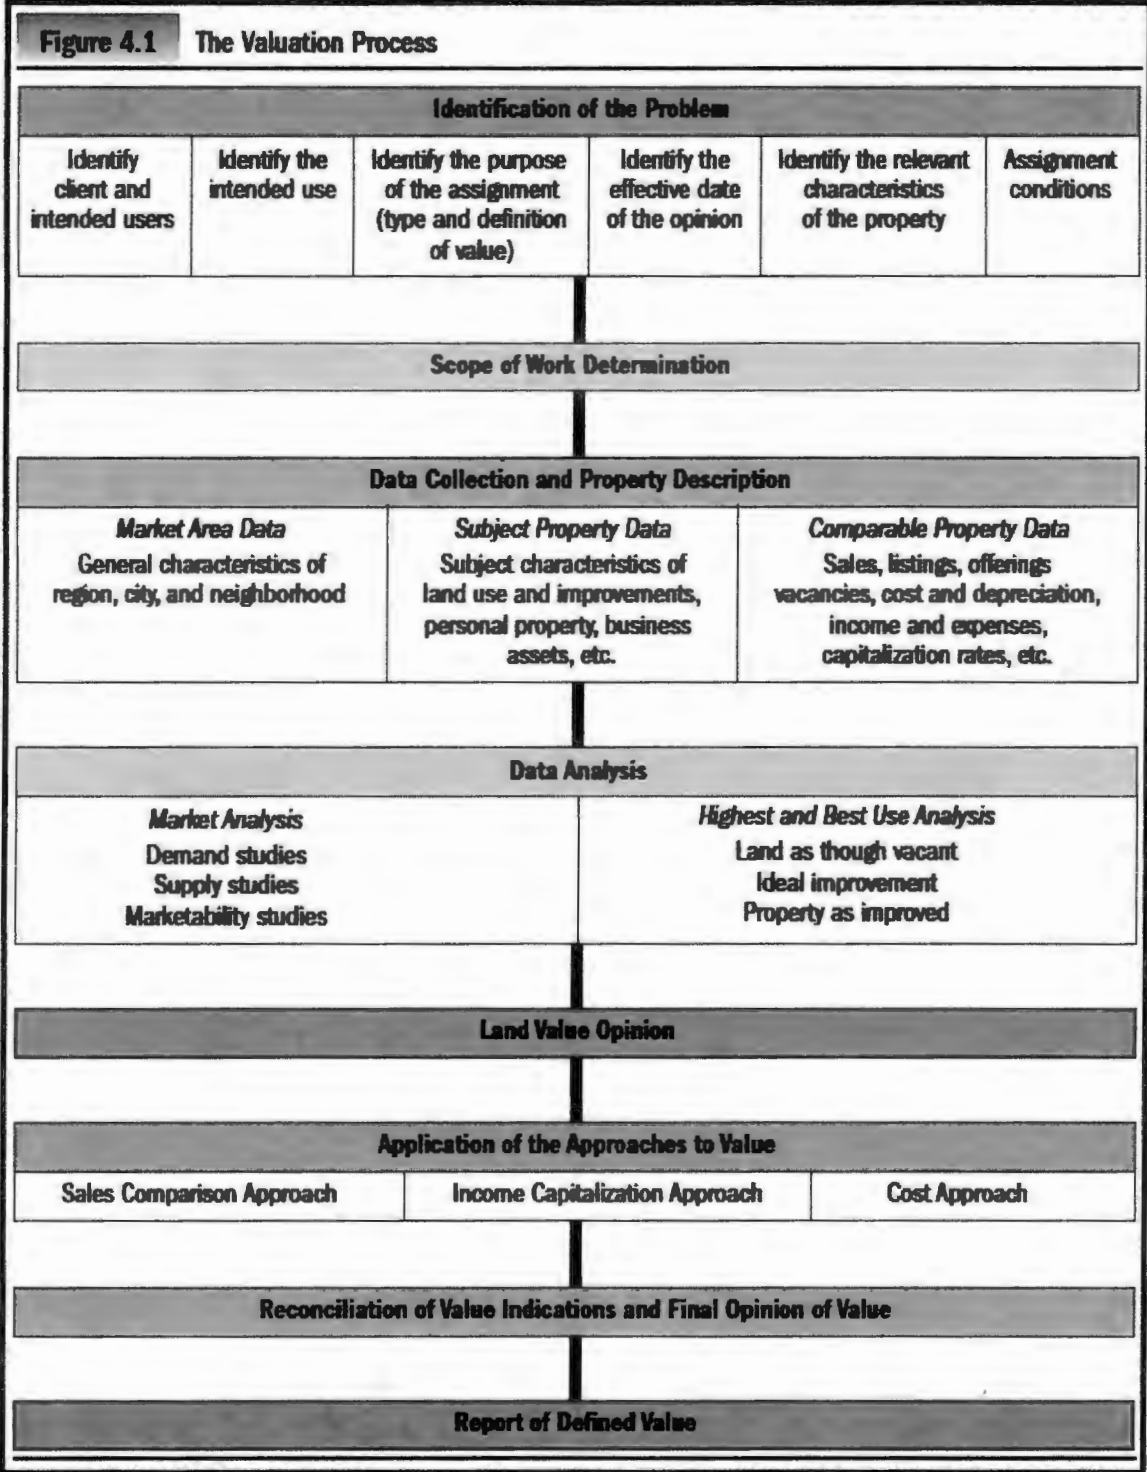 Figure 4.1 The Valuation Process
Identification of the Problem
Identify
client and
intended users
Identify the
intended use
Identify the purpose
of the assignment
(type and definition
of value)
Identify the
effective date
of the opinion
Identify the relevant
characteristics
of the property
Assignment
conditions
Scope of Work Determination
Data Collection and Property Description
Market Area Data
General characteristics of
region, city, and neighborhood
Subject Property Data
Subject characteristics of
land use and improvements,
personal property, business
assets, etc.
Comparable Property Data
Sales, listings, offerings
vacancies, cost and depreciation,
income and expenses,
capitalization rates, etc.
Data Analysis
Market Analysis
Demand studies
Supply studies
Marketability studies
Highest and Best Use Analysis
Land as though vacant
Ideal improvement
Property as improved
Land Value Opinion
Application of the Approaches to Value
Sales Comparison Approach
Income Capitalization Approach
Cost Approach
Reconciliation of Value Indications and Final Opinion of Value
Report of Defined Value